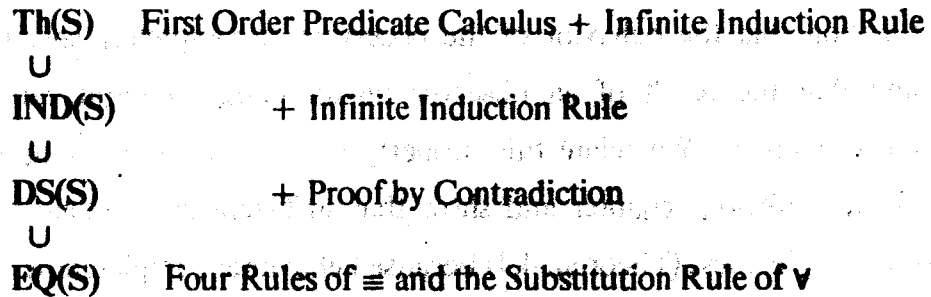 Th(S) First Order Predicate Calculus + Infinite Induction Rule
∪
IND(S) + Infinite Induction Rule
∪
DS(S) + Proof by Contradiction
∪
EQ(S) Four Rules of ≡ and the Substitution Rule of ∀